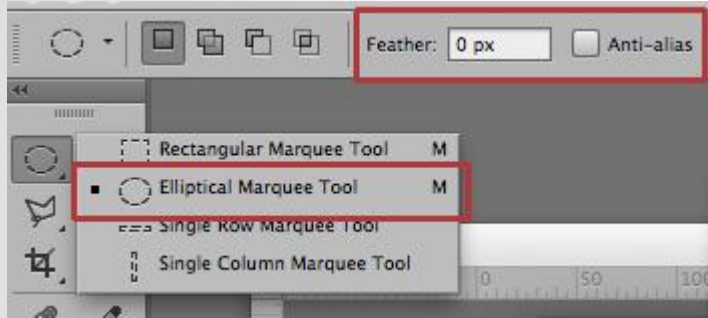 Feather: 0 px Anti-alias
Rectangular Marquee Tool M
Elliptical Marquee Tool M
Single Row Marquee Tool
Single Column Marquee Tool
0 50 100